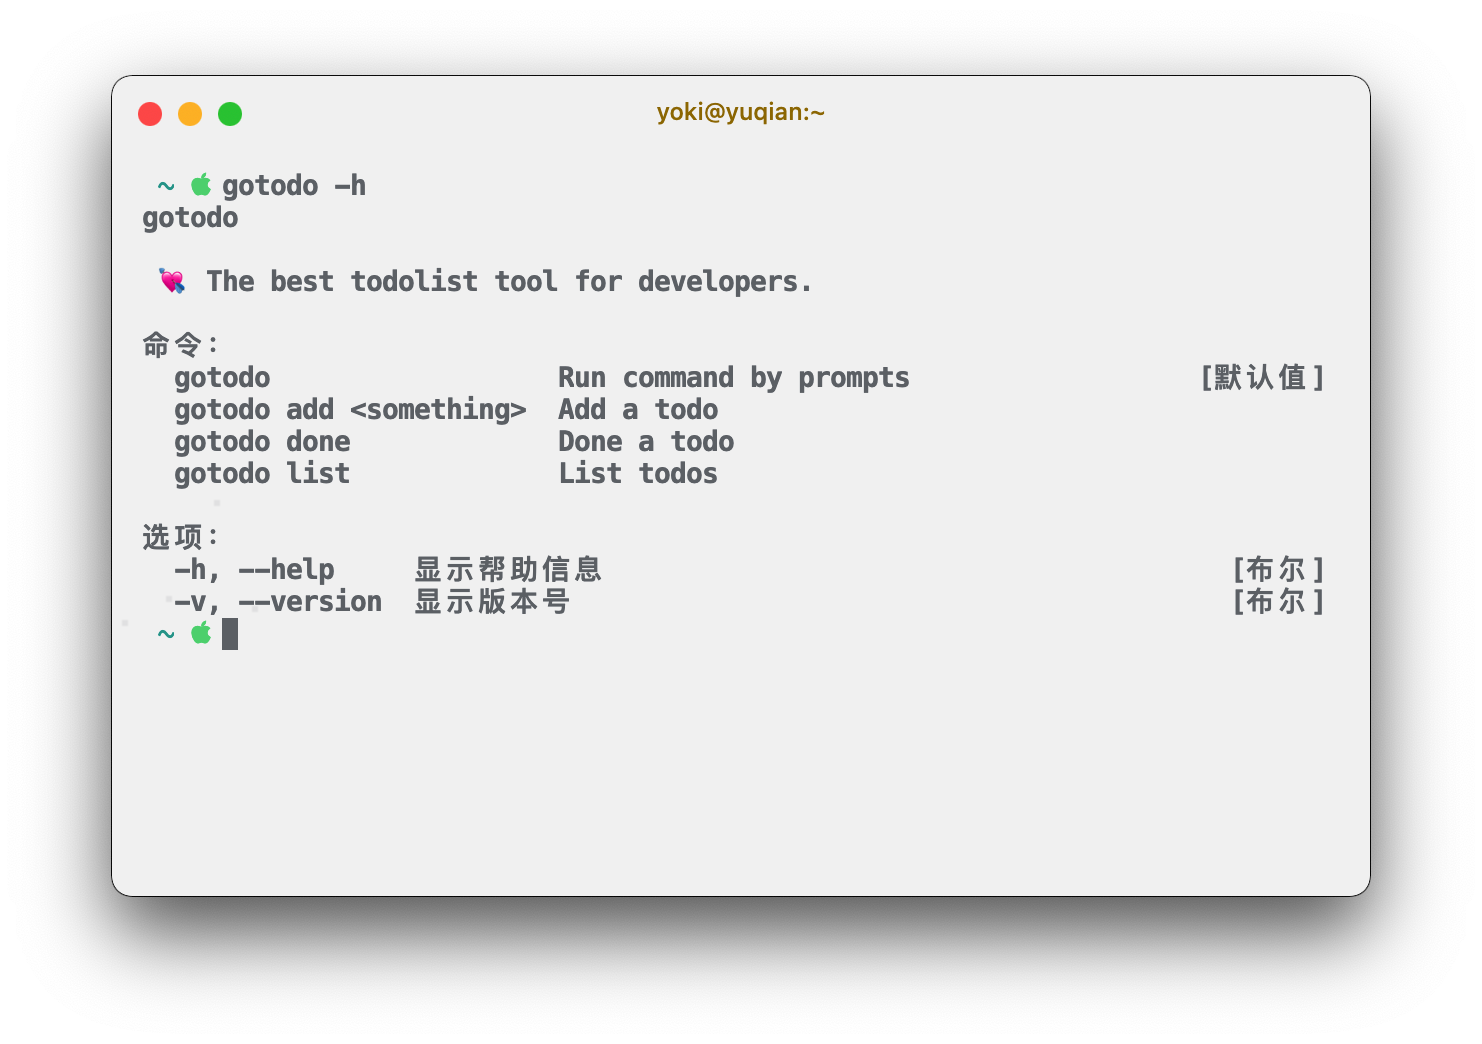 yoki@yuqian:~
~ gotodo -h
gotodo
💘 The best todolist tool for developers.
命令：
gotodo Run command by prompts [默认值]
gotodo add <something> Add a todo
gotodo done Done a todo
gotodo list List todos
选项：
-h, --help 显示帮助信息 [布尔]
-v, --version 显示版本号 [布尔]
~